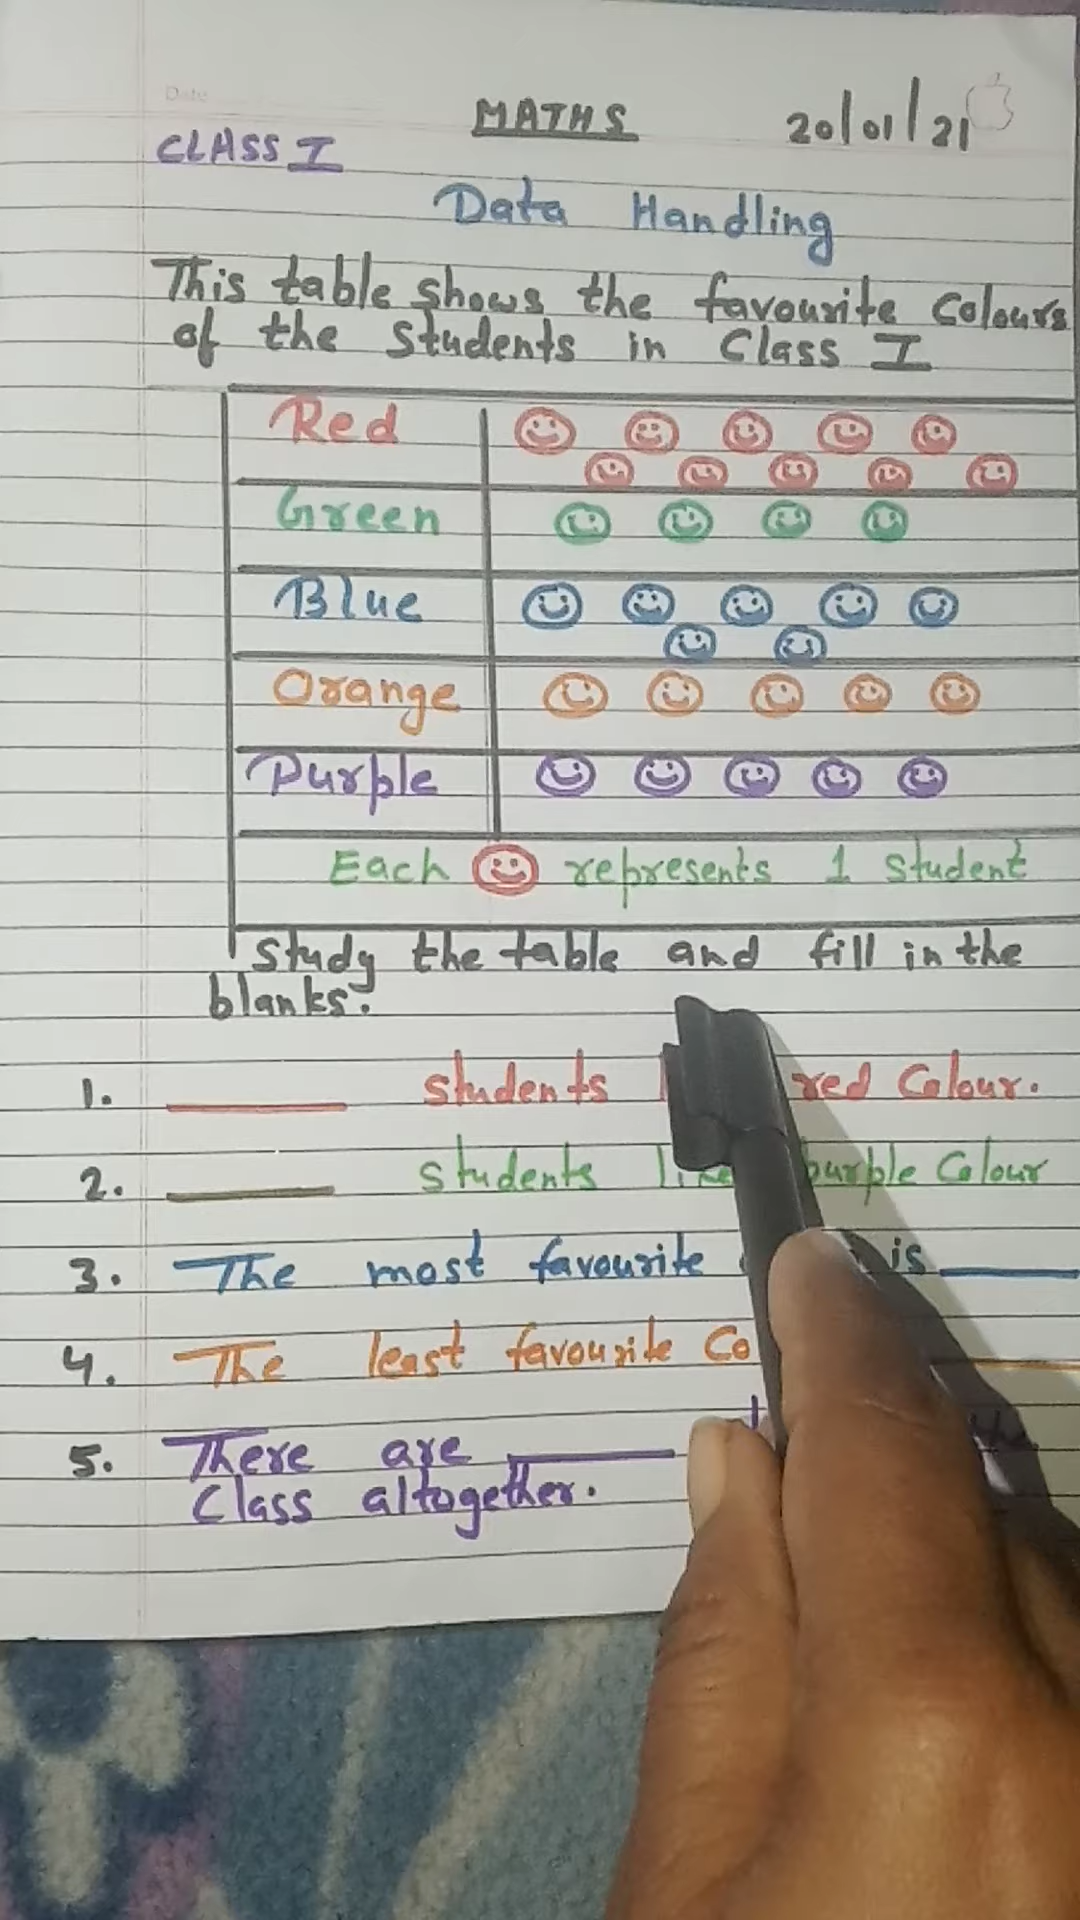 Date
MATHS
20/01/21
CLASS I
Data Handling
This table shows the favourite Colours
of the Students in Class I
Red
Green
Blue
Orange
Purple
Each represents 1 Student
Study the table and fill in the
blanks.
1. students red Colour.
2. students like purple Colour
3. The most favourite is
4. The least favourite Co
5. There are
Class altogether.